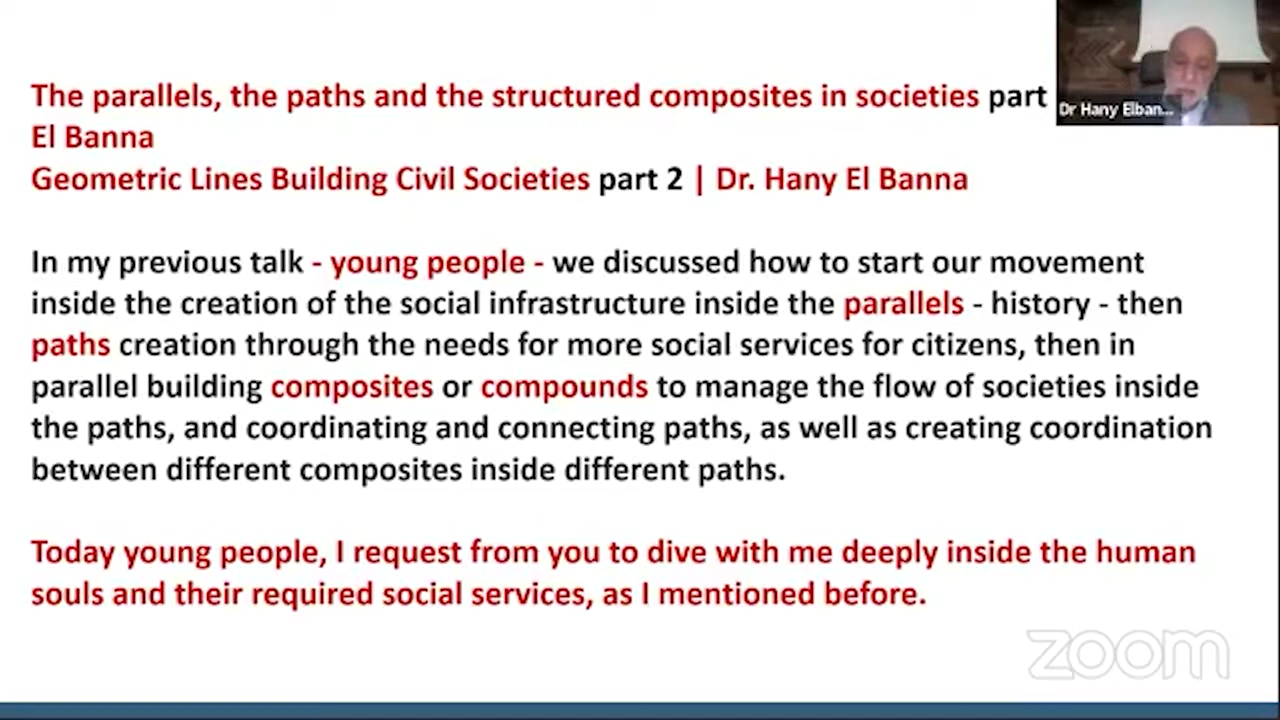 The parallels, the paths and the structured composites in societies part
El Banna
Geometric Lines Building Civil Societies part 2 | Dr. Hany El Banna
In my previous talk - young people - we discussed how to start our movement
inside the creation of the social infrastructure inside the parallels - history - then
paths creation through the needs for more social services for citizens, then in
parallel building composites or compounds to manage the flow of societies inside
the paths, and coordinating and connecting paths, as well as creating coordination
between different composites inside different paths.
Today young people, I request from you to dive with me deeply inside the human
souls and their required social services, as I mentioned before.
Dr Hany Elban...
zoom